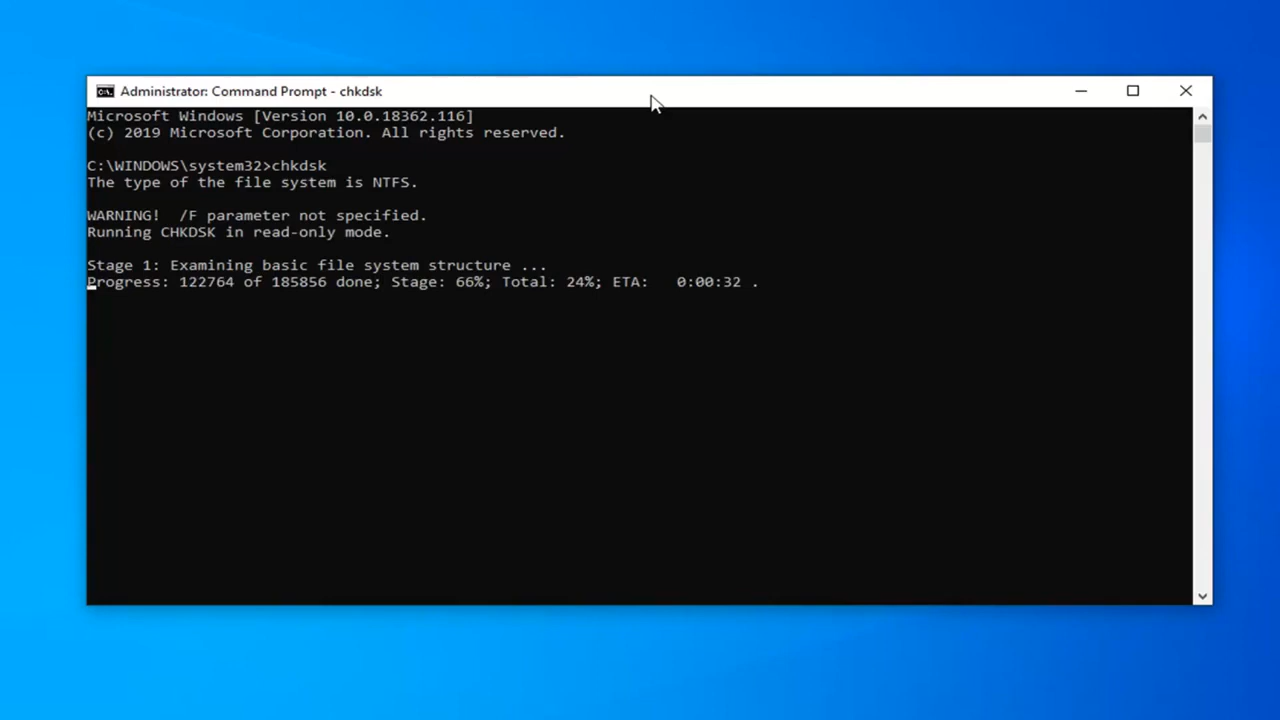 Administrator: Command Prompt - chkdsk
Microsoft Windows [Version 10.0.18362.116]
(c) 2019 Microsoft Corporation. All rights reserved.
C:\WINDOWS\system32>chkdsk
The type of the file system is NTFS.
WARNING!  /F parameter not specified.
Running CHKDSK in read-only mode.
Stage 1: Examining basic file system structure ...
Progress: 122764 of 185856 done; Stage: 66%; Total: 24%; ETA:   0:00:32 .